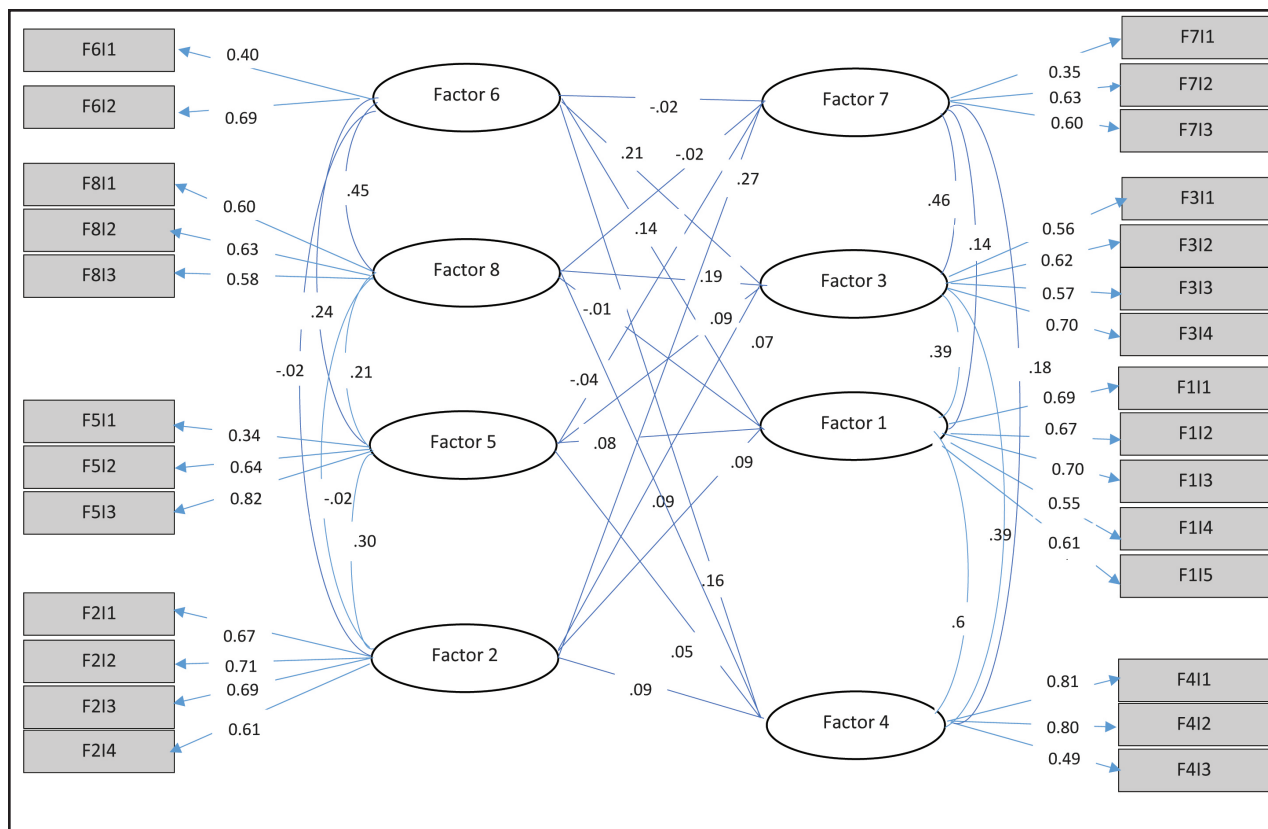 F6I1
F6I2
F8I1
F8I2
F8I3
F5I1
F5I2
F5I3
F2I1
F2I2
F2I3
F2I4
0.40
0.69
0.60
0.63
0.58
0.34
0.64
0.82
0.67
0.71
0.69
0.61
Factor 6
Factor 8
Factor 5
Factor 2
.45
.24
-.02
.21
-.02
.30
-.02
.21
-.02
.27
.14
.19
-.01
.09
.07
-.04
.08
.09
.09
.16
.05
.09
Factor 7
Factor 3
Factor 1
Factor 4
.46
.14
.39
.18
.39
.6
0.35
0.63
0.60
0.56
0.62
0.57
0.70
0.69
0.67
0.70
0.55
0.61
0.81
0.80
0.49
F7I1
F7I2
F7I3
F3I1
F3I2
F3I3
F3I4
F1I1
F1I2
F1I3
F1I4
F1I5
F4I1
F4I2
F4I3